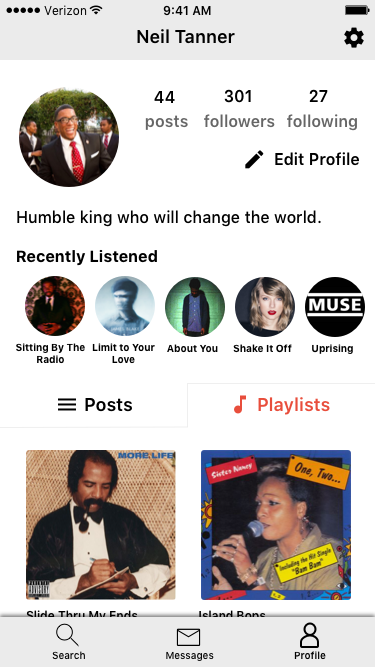 Verizon 9:41 AM
Neil Tanner
44 301 27
posts followers following
Edit Profile
Humble king who will change the world.
Recently Listened
MUSE
Sitting By The Radio
Limit to Your Love
About You
Shake It Off
Uprising
Posts Playlists
MORE LIFE
Sister Nancy
One, Two...
Including the Hit Single
"Bam Bam"
PARENTAL
ADVISORY
Slide Thru My Ends
Island Bops
Search Messages Profile